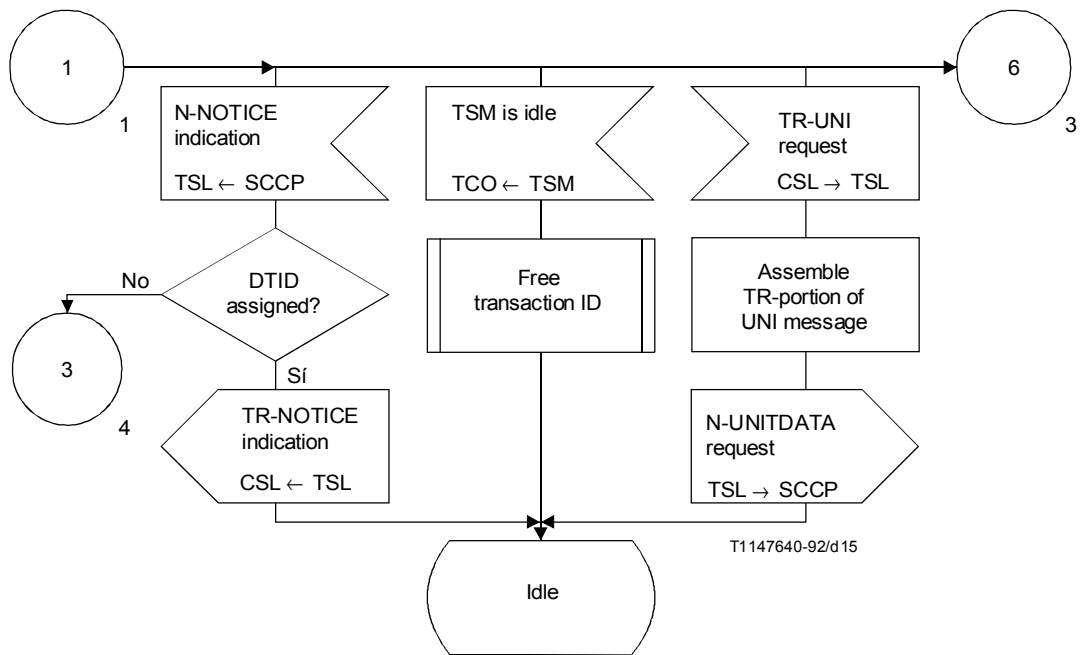 1
1
6
3
N-NOTICE
indication
TSL ← SCCP
TSM is idle
TCO ← TSM
TR-UNI
request
CSL → TSL
No
DTID
assigned?
Sí
3
4
Free
transaction ID
Assemble
TR-portion of
UNI message
TR-NOTICE
indication
CSL ← TSL
N-UNITDATA
request
TSL → SCCP
T1147640-92/d15
Idle